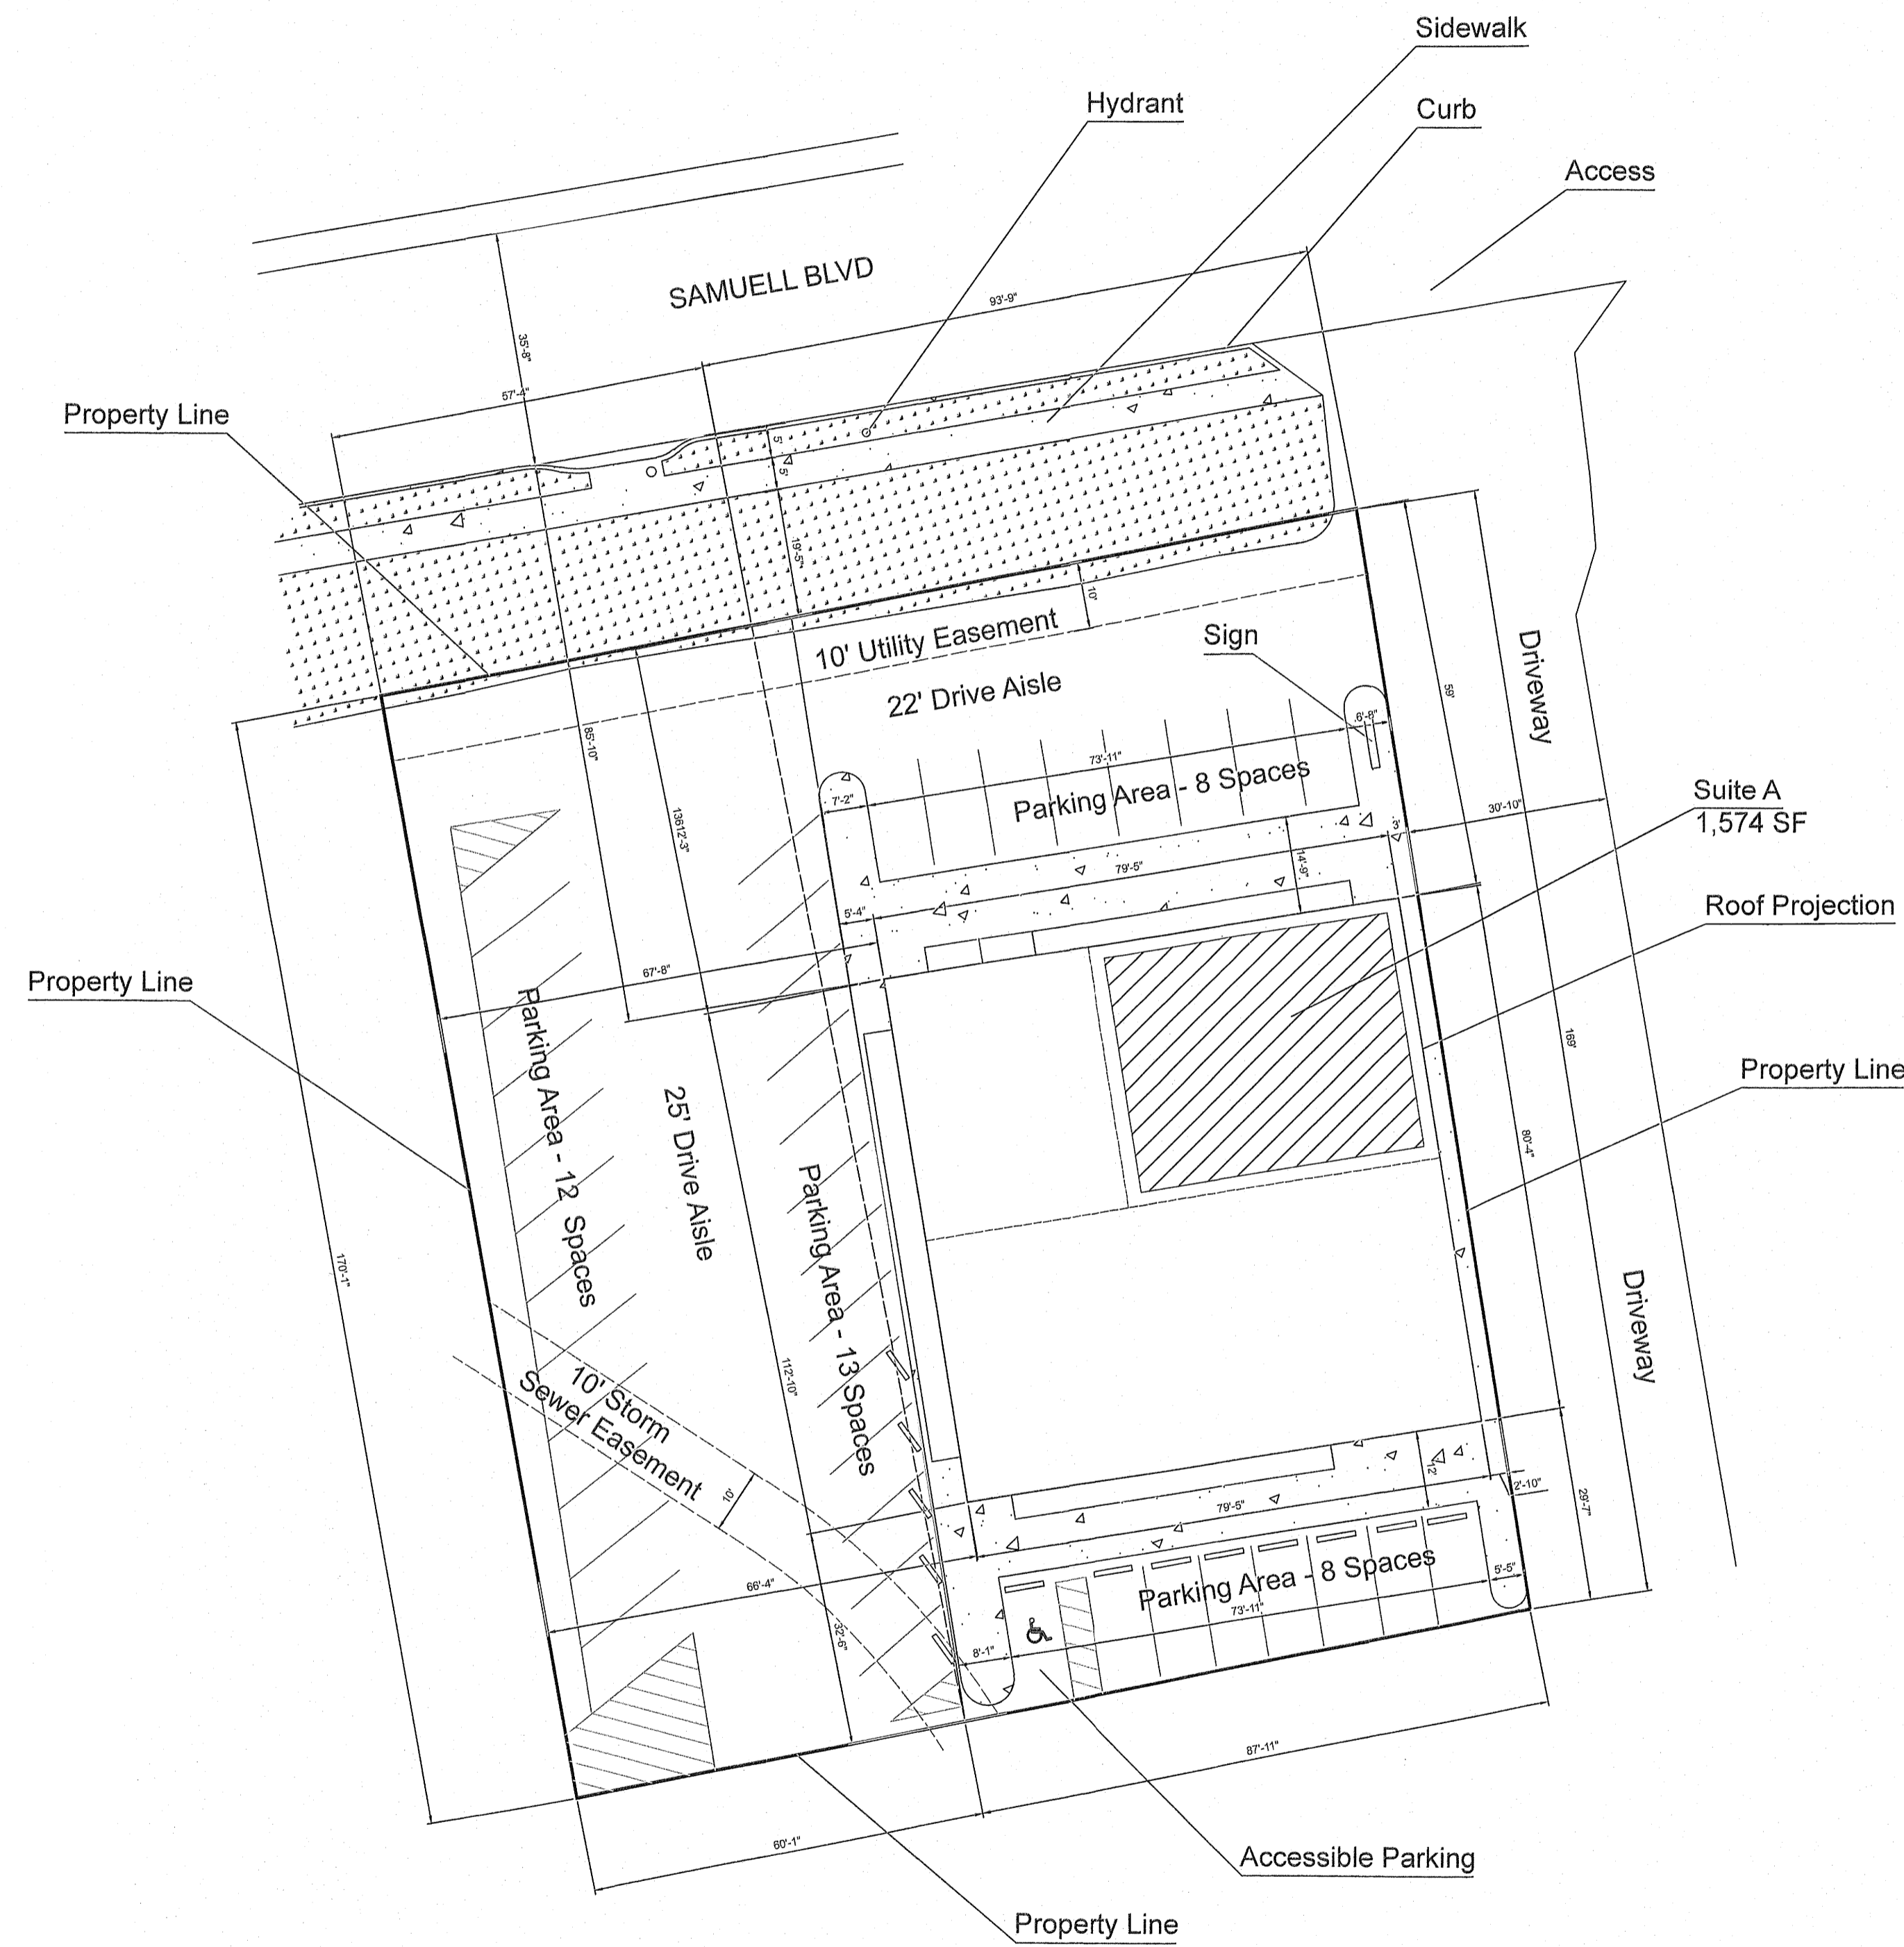 Sidewalk
Hydrant
Curb
Access
SAMUELL BLVD
93'-9"
35'-8"
57'-4"
Property Line
5'
5'
19'-5"
10'
10' Utility Easement
Sign
22' Drive Aisle
Driveway
59'
6'-8"
85'-10"
73'-11"
Parking Area - 8 Spaces
7'-2"
Suite A
1,574 SF
30'-10"
3'
13612'-3"
79'-5"
14'-9"
5'-4"
Roof Projection
67'-8"
Property Line
Parking Area - 12 Spaces
169'
Property Line
25' Drive Aisle
80'-4"
Parking Area - 13 Spaces
170'-1"
Driveway
112'-10"
10' Storm
Sewer Easement
10'
12'
2'-10"
79'-5"
29'-7"
Parking Area - 8 Spaces
5'-5"
66'-4"
73'-11"
32'-6"
8'-1"
87'-11"
60'-1"
Accessible Parking
Property Line